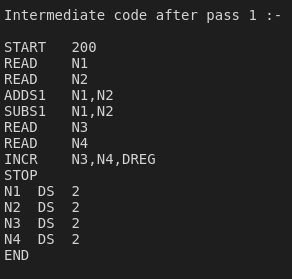 Intermediate code after pass 1 :-
START   200
READ    N1
READ    N2
ADDS1   N1,N2
SUBS1   N1,N2
READ    N3
READ    N4
INCR    N3,N4,DREG
STOP
N1  DS  2
N2  DS  2
N3  DS  2
N4  DS  2
END